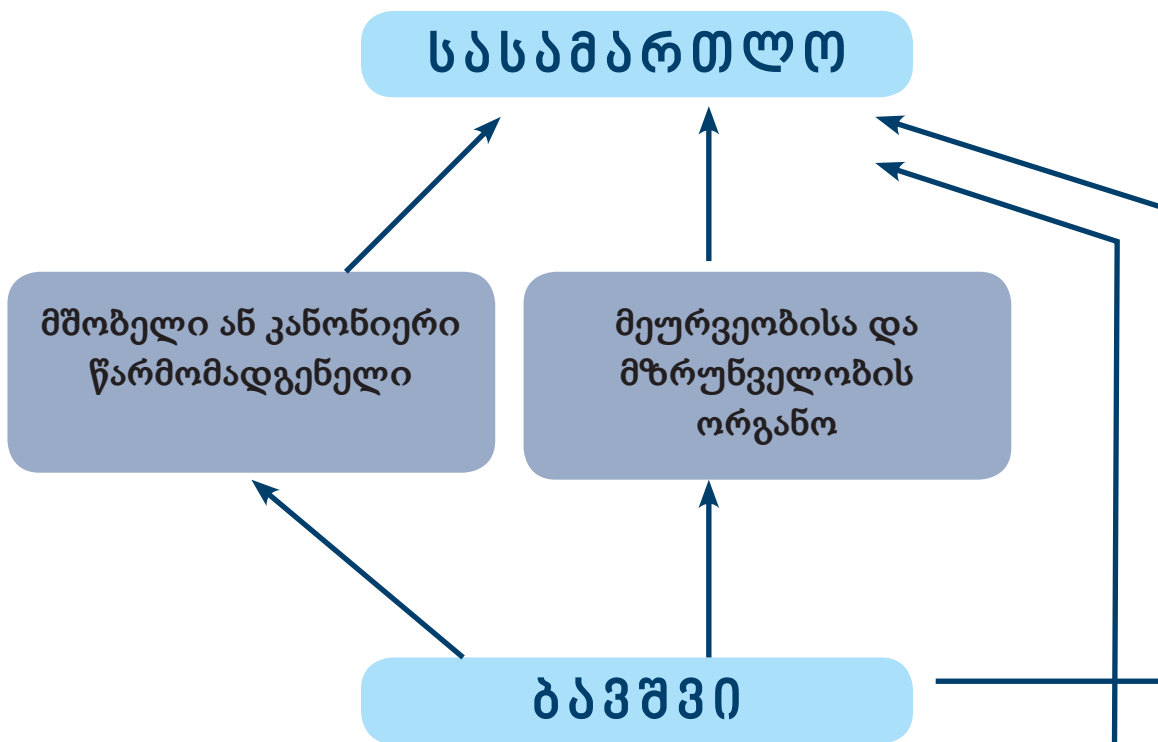 სასამართლო
მშობელი ან კანონიერი
წარმომადგენელი
მეურვეობისა და
მზრუნველობის
ორგანო
ბავშვი